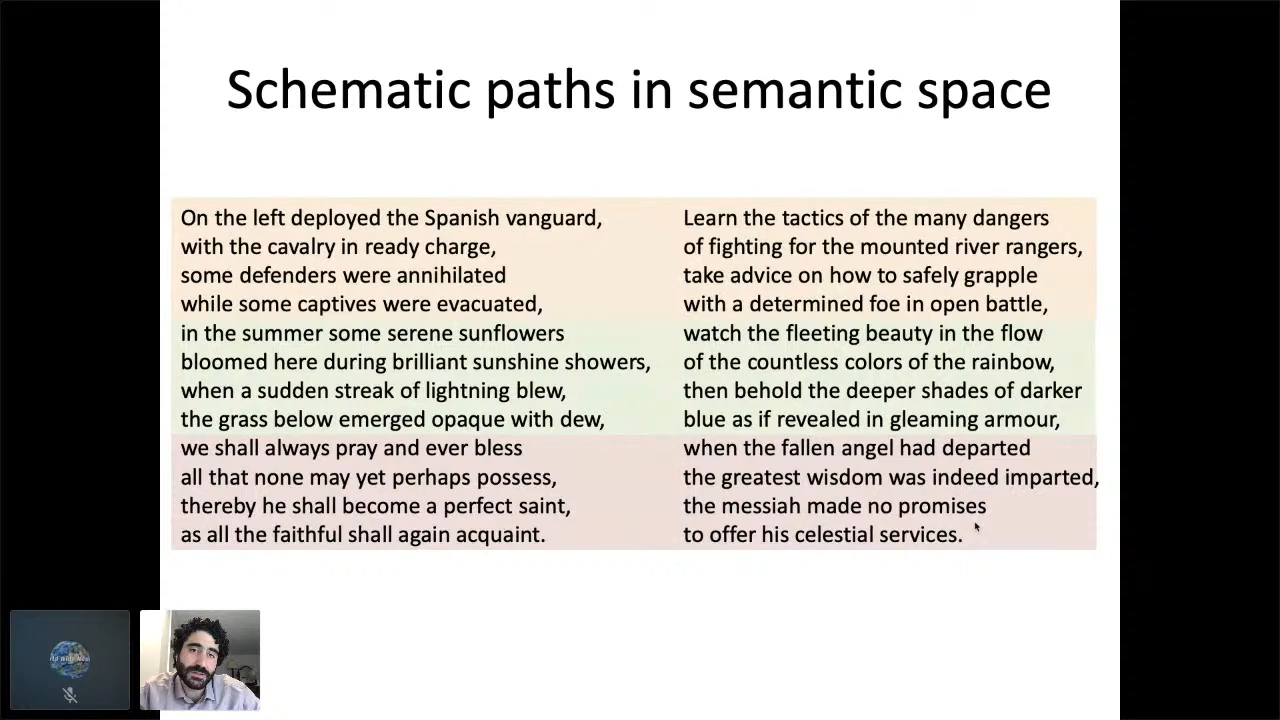 Schematic paths in semantic space
On the left deployed the Spanish vanguard,
with the cavalry in ready charge,
some defenders were annihilated
while some captives were evacuated,
in the summer some serene sunflowers
bloomed here during brilliant sunshine showers,
when a sudden streak of lightning blew,
the grass below emerged opaque with dew,
we shall always pray and ever bless
all that none may yet perhaps possess,
thereby he shall become a perfect saint,
as all the faithful shall again acquaint.
Learn the tactics of the many dangers
of fighting for the mounted river rangers,
take advice on how to safely grapple
with a determined foe in open battle,
watch the fleeting beauty in the flow
of the countless colors of the rainbow,
then behold the deeper shades of darker
blue as if revealed in gleaming armour,
when the fallen angel had departed
the greatest wisdom was indeed imparted,
the messiah made no promises
to offer his celestial services.